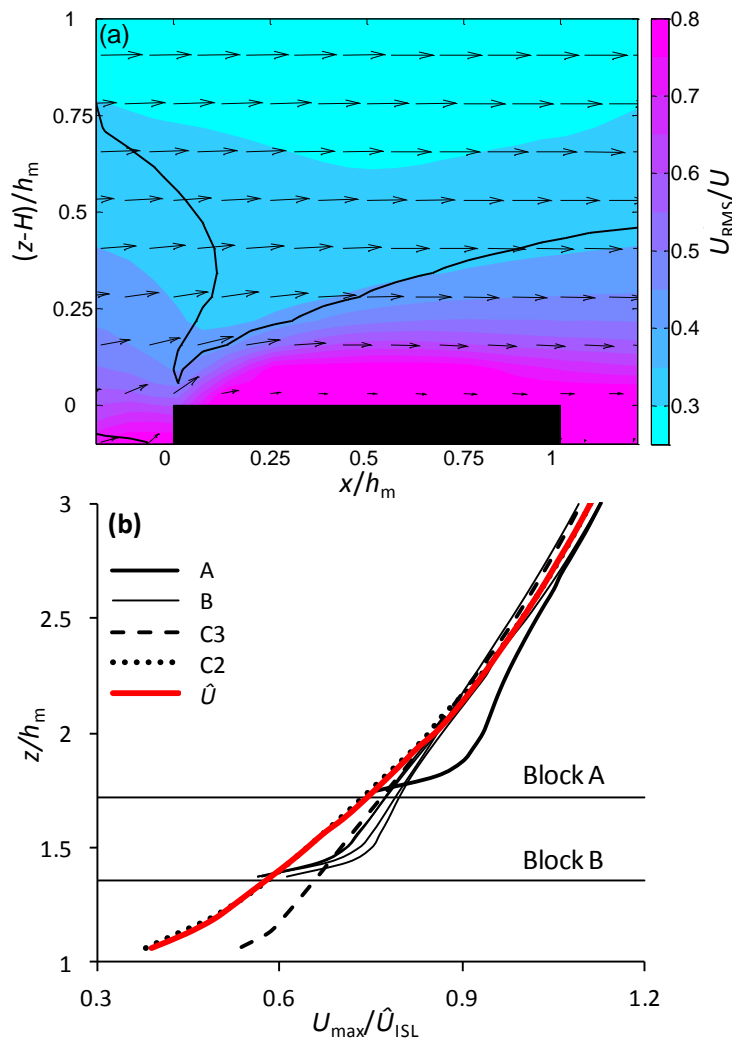 (a)
1
0.75
0.5
0.25
0
(z-H)/hm
0 0.25 0.5 0.75 1
x/hm
0.8
0.7
0.6
0.5
0.4
0.3
URMS/U
(b)
A
B
C3
C2
Û
3
2.5
2
1.5
1
z/hm
Block A
Block B
0.3 0.6 0.9 1.2
Umax/ÛISL